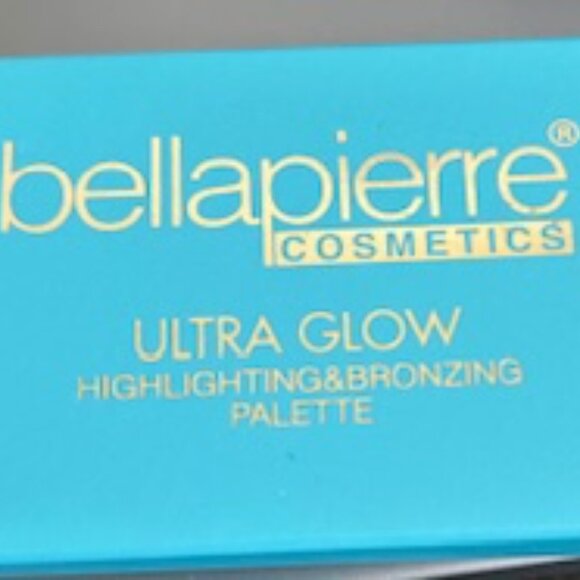 bellapierre®
COSMETICS
ULTRA GLOW
HIGHLIGHTING&BRONZING
PALETTE